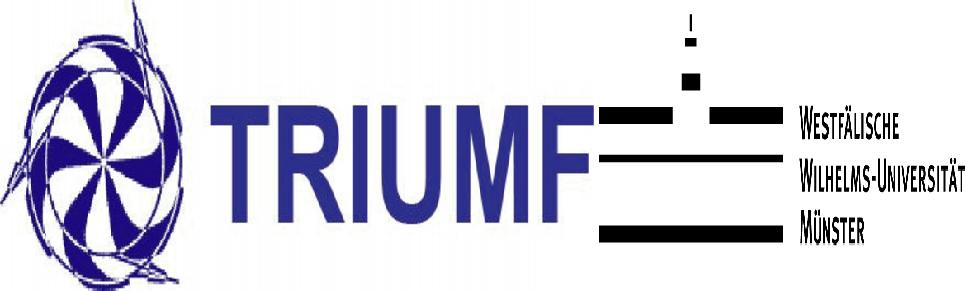 TRIUMF
WESTFÄLISCHE
WILHELMS-UNIVERSITÄT
MÜNSTER